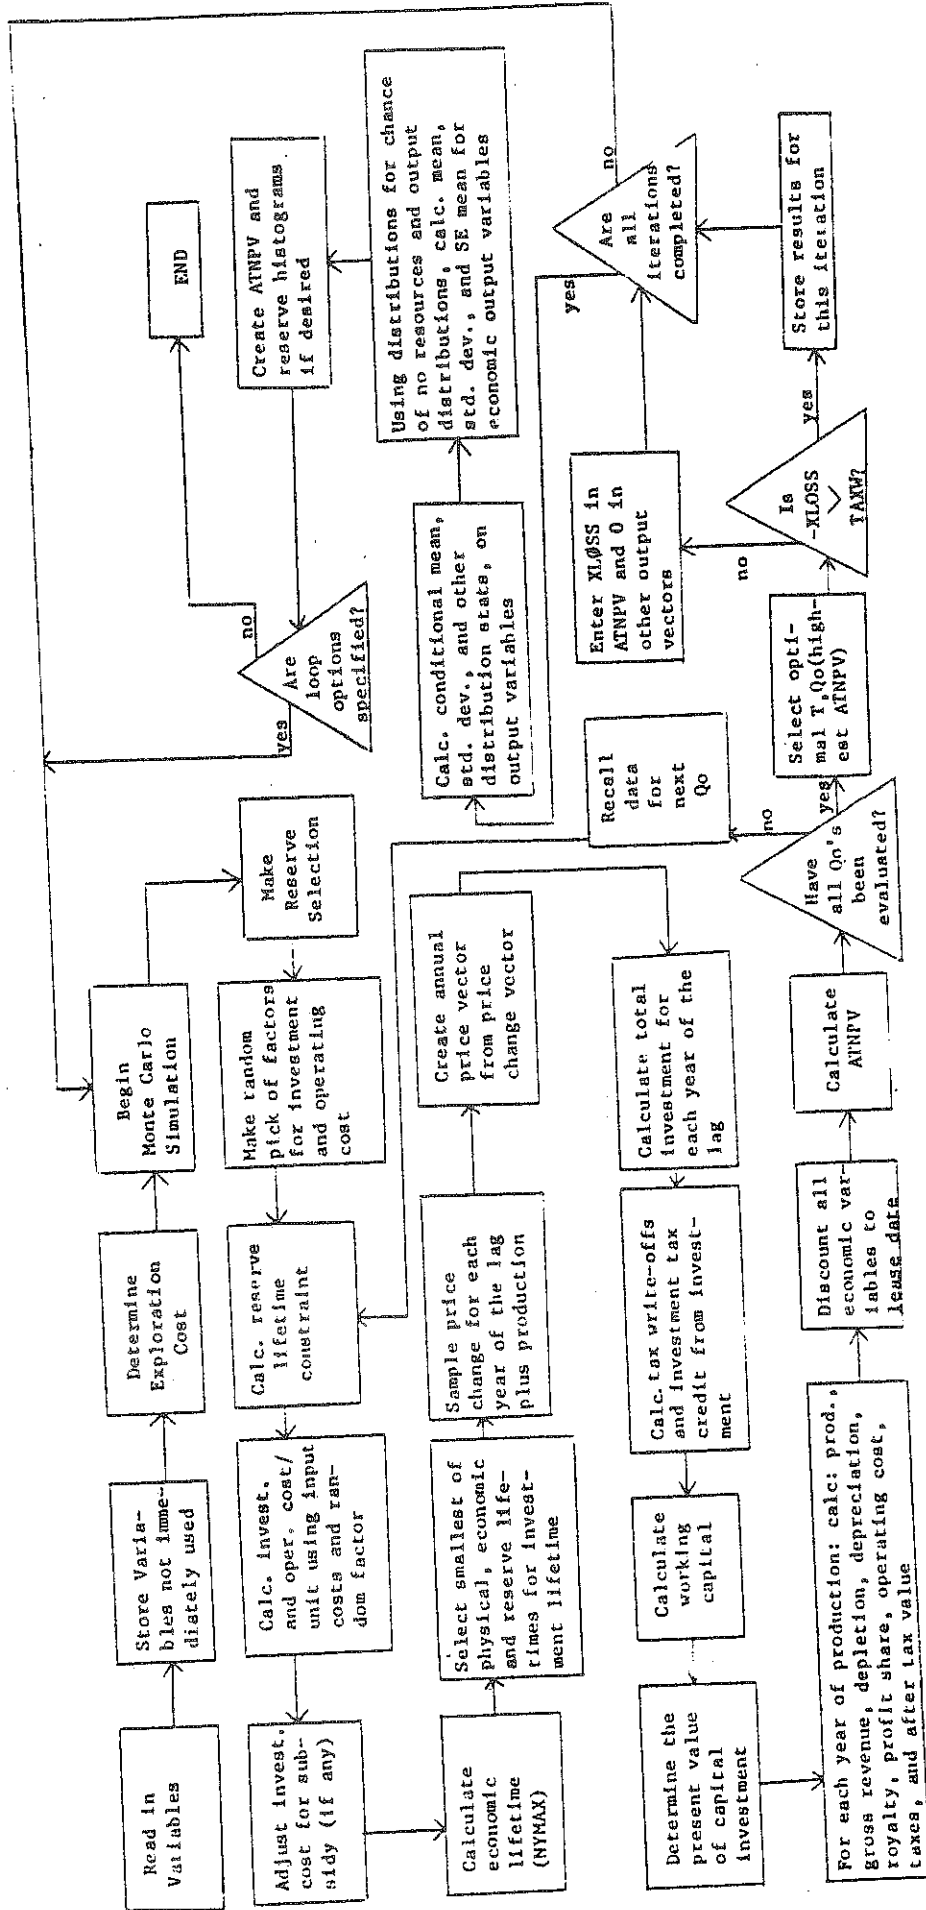 Read in
Variables
Store Varia-
bles not imme-
diately used
Determine
Exploration
Cost
Begin
Monte Carlo
Simulation
Make
Reserve
Selection
Make random
pick of factors
for investment
and operating
cost
Calc. reserve
lifetime
constraint
Calc. invest.
and oper. cost/
unit using input
costs and ran-
dom factor
Adjust invest.
cost for sub-
sidy (if any)
Calculate
economic
lifetime
(NYMAX)
Select smallest of
physical, economic
and reserve life-
times for invest-
ment lifetime
Sample price
change for each
year of the lag
plus production
Create annual
price vector
from price
change vector
Calculate total
investment for
each year of the
lag
Calc. tax write-offs
and investment tax
credit from invest-
ment
Calculate
working
capital
Determine the
present value
of capital
investment
For each year of production: calc: prod.,
gross revenue, depletion, depreciation,
royalty, profit share, operating cost,
taxes, and after tax value
Discount all
economic var-
iables to
lease date
Calculate
ATNPV
Have
all Qo's
been
evaluated?
no
Recall
data
for
next
Qo
yes
Select opti-
mal T,Qo(high-
est ATNPV)
Is
-XLOSS
>
TAXW?
no
Enter XLØSS in
ATNPV and 0 in
other output
vectors
yes
Store results for
this iteration
Are
all
iterations
completed?
no
yes
Calc. conditional mean,
std. dev., and other
distribution stats, on
output variables
Using distributions for chance
of no resources and output
distributions, calc. mean,
std. dev., and SE mean for
economic output variables
Create ATNPV and
reserve histograms
if desired
Are
loop
options
specified?
yes
no
END